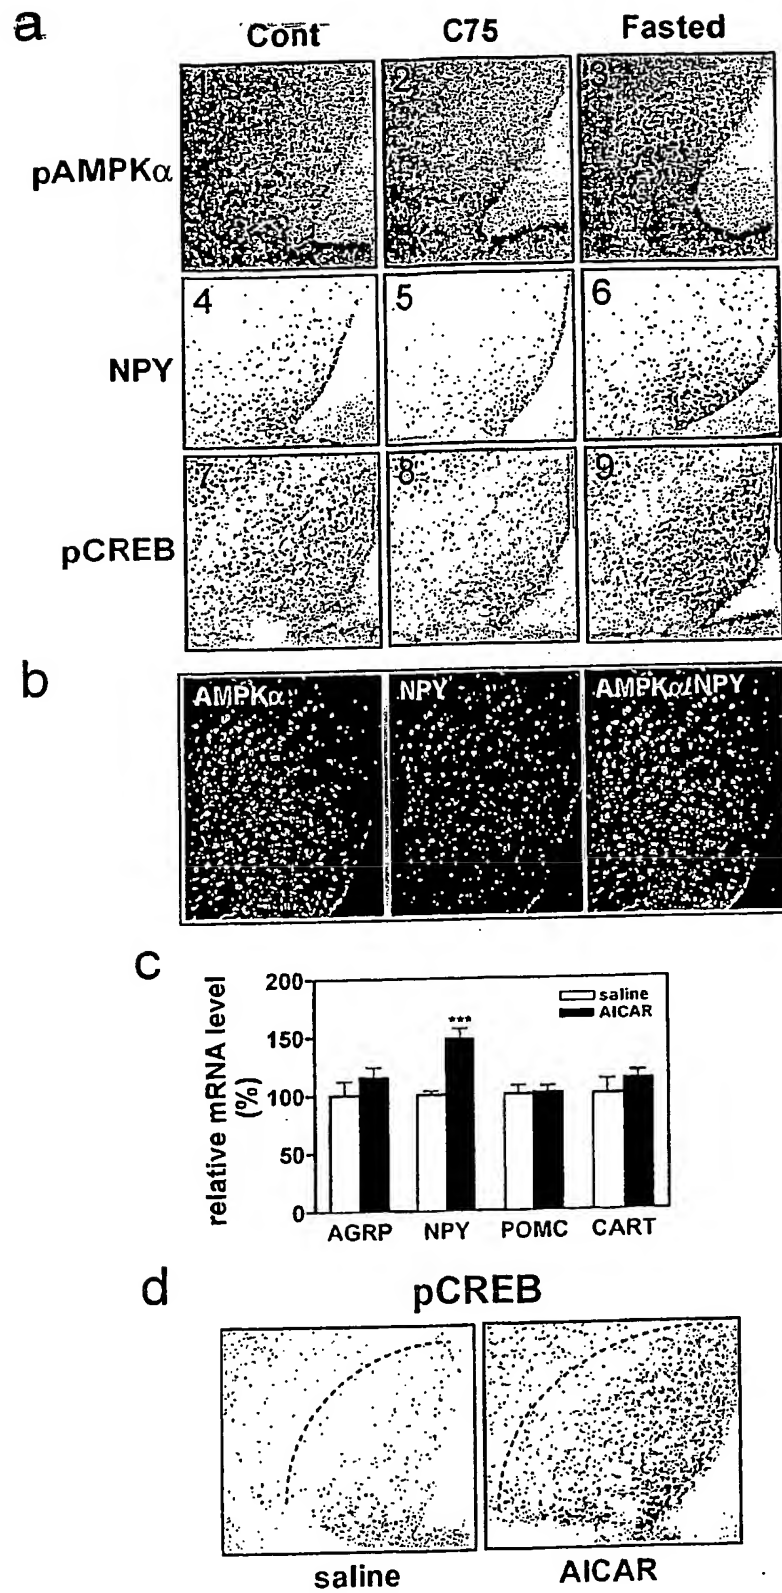 a
Cont C75 Fasted
pAMPKα 1 2 3
NPY 4 5 6
pCREB 7 8 9
b
AMPKα NPY AMPKα/NPY
c
relative mRNA level
(%)
200
150
100
50
0
saline
AICAR
***
AGRP NPY POMC CART
d
pCREB
saline AICAR